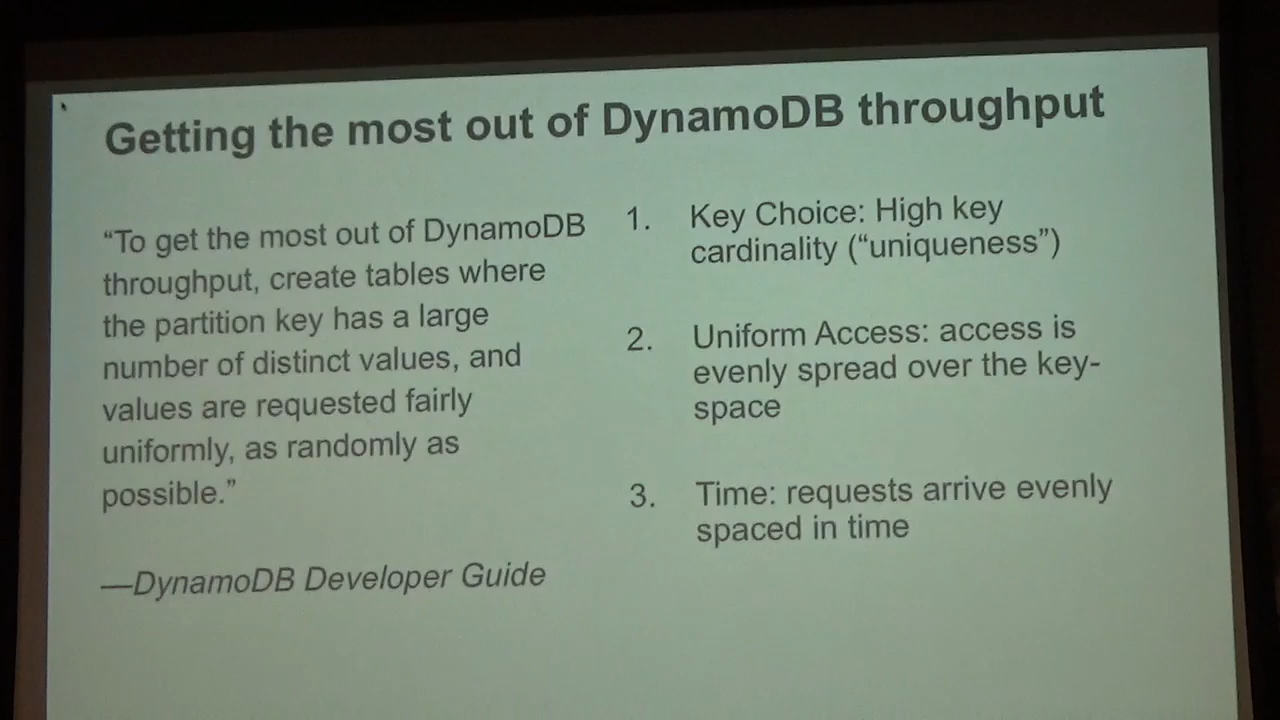 Getting the most out of DynamoDB throughput
“To get the most out of DynamoDB
throughput, create tables where
the partition key has a large
number of distinct values, and
values are requested fairly
uniformly, as randomly as
possible.”
—DynamoDB Developer Guide
1. Key Choice: High key
cardinality (“uniqueness”)
2. Uniform Access: access is
evenly spread over the key-
space
3. Time: requests arrive evenly
spaced in time